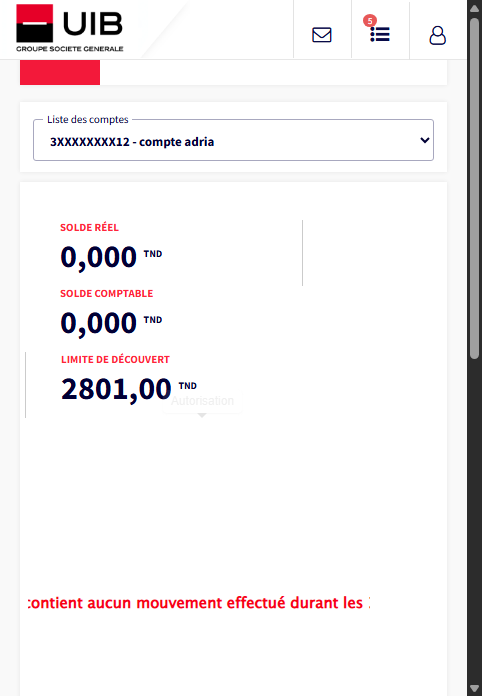 UIB
GROUPE SOCIETE GENERALE
5
Liste des comptes
3XXXXXXXX12 - compte adria
SOLDE RÉEL
0,000 TND
SOLDE COMPTABLE
0,000 TND
LIMITE DE DÉCOUVERT
2801,00 TND
Autorisation
contient aucun mouvement effectué durant les